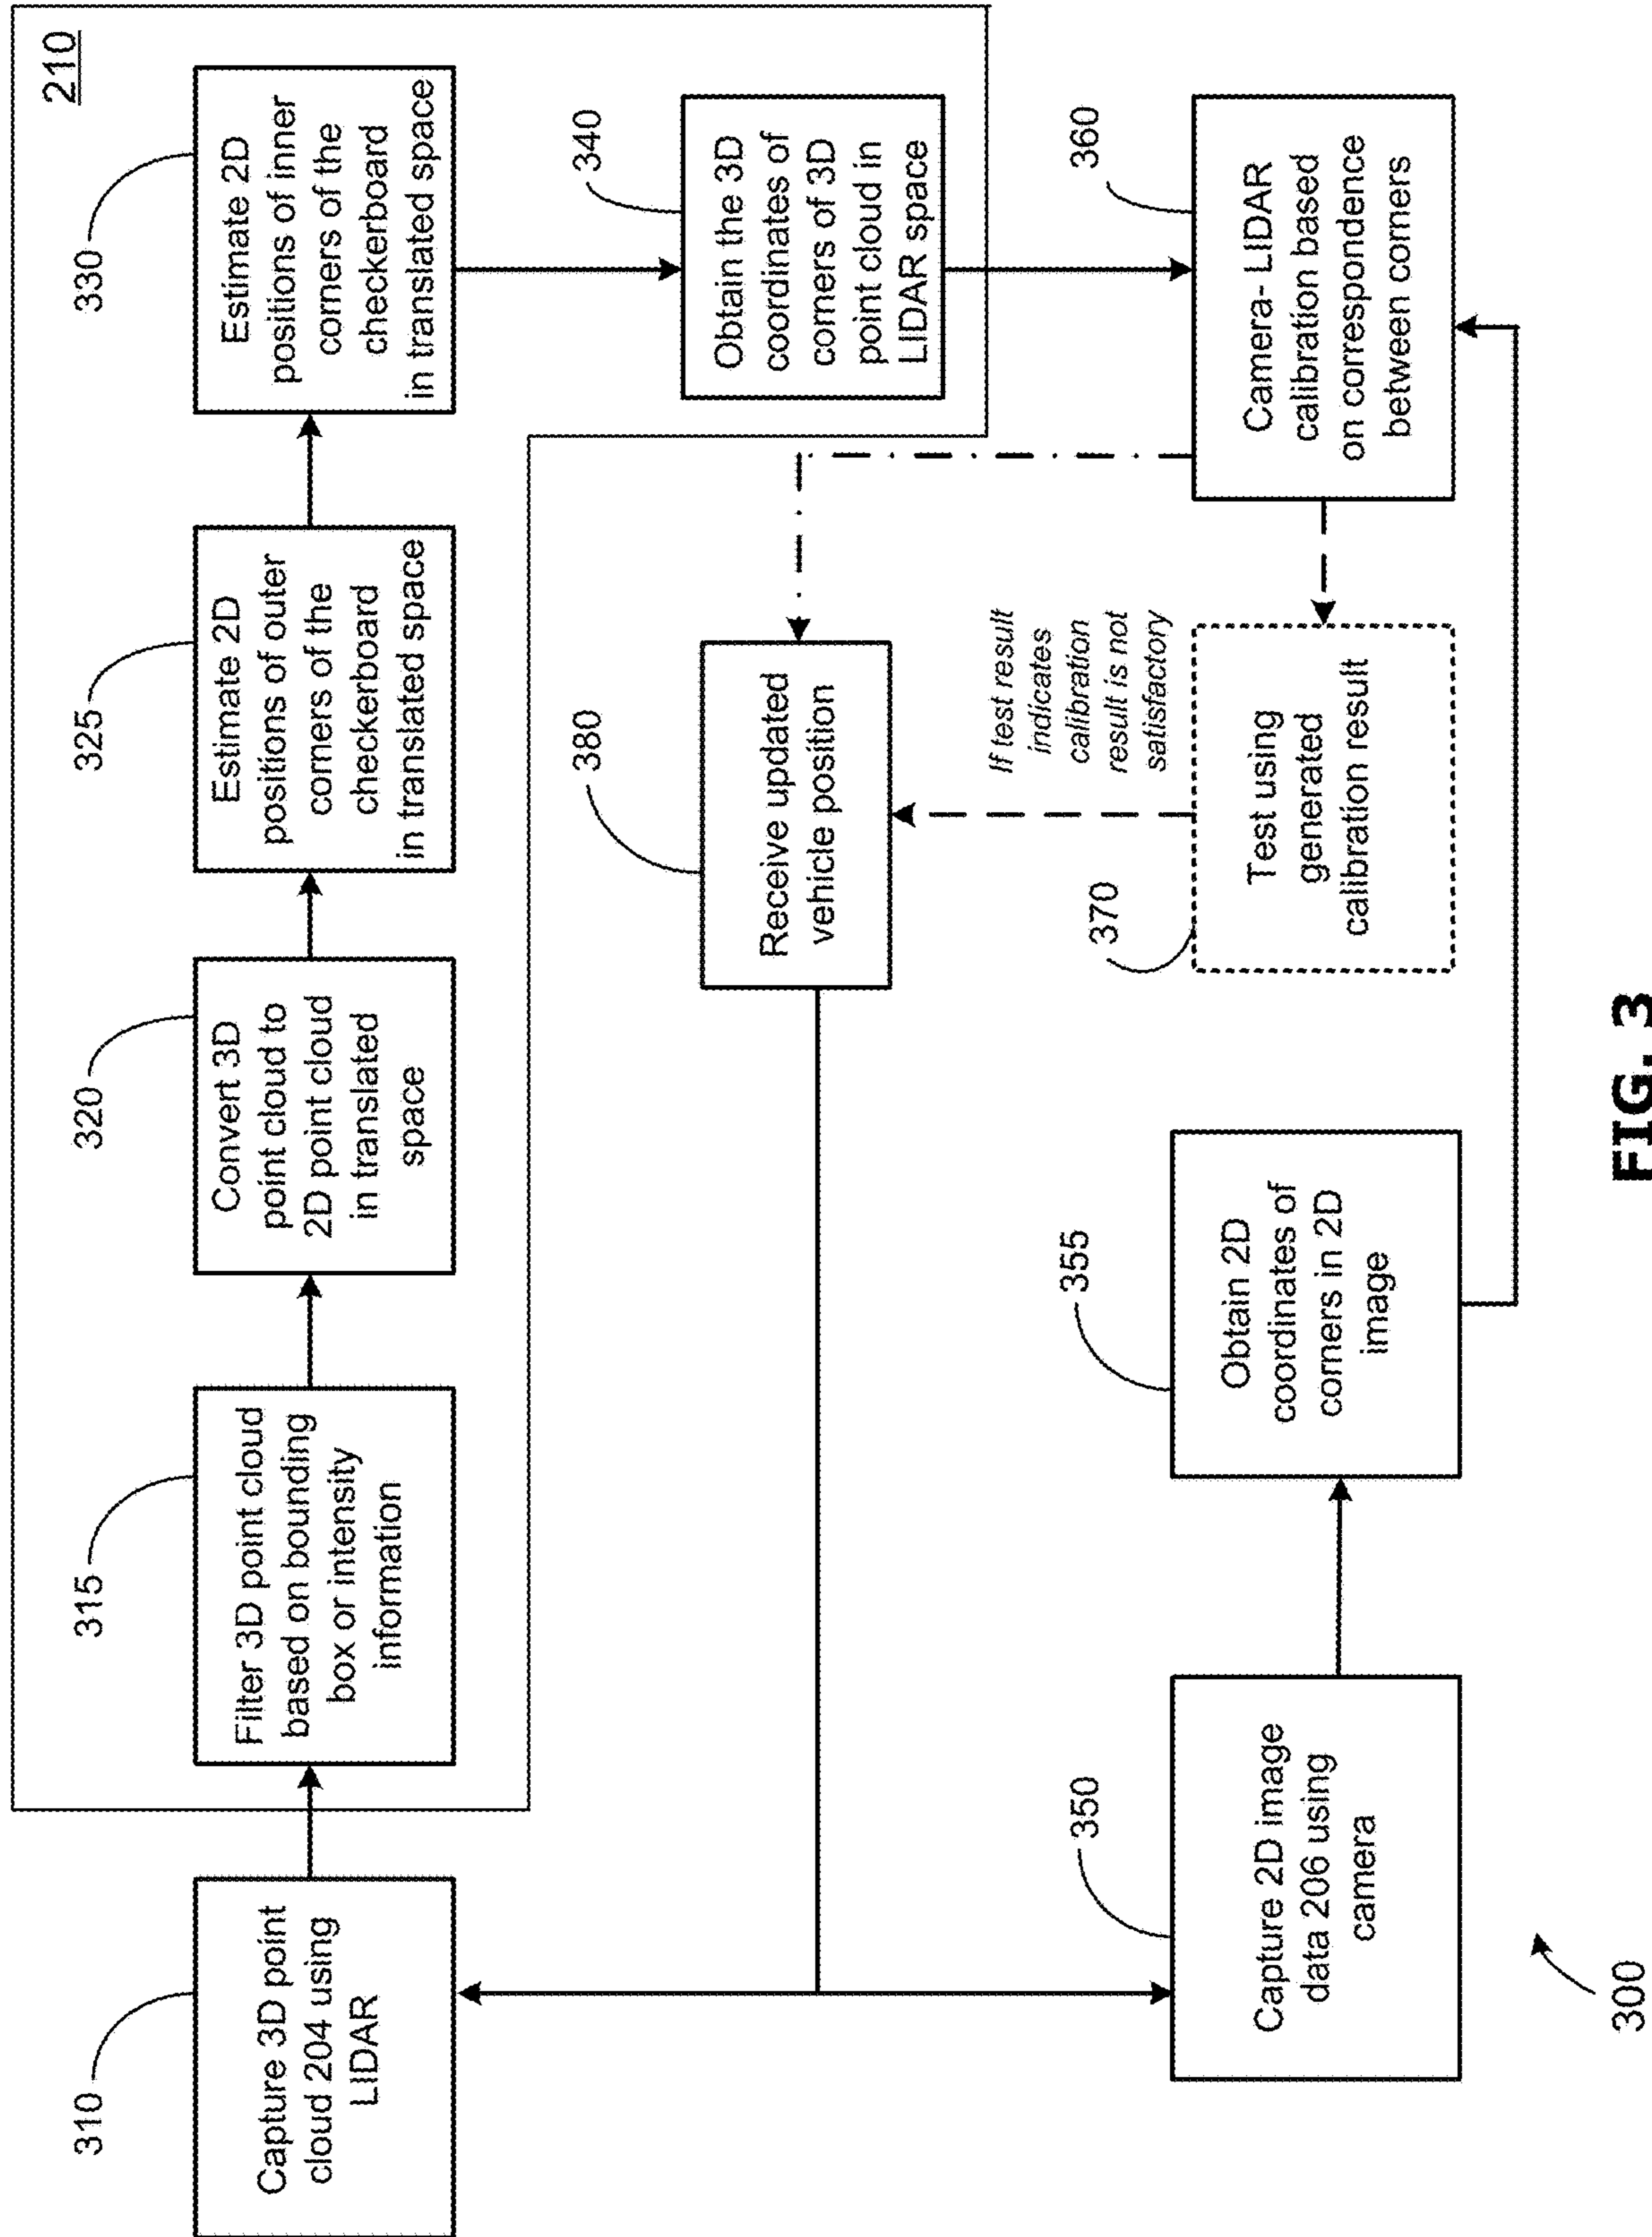 210
310
Capture 3D point
cloud 204 using
LIDAR
315
Filter 3D point cloud
based on bounding
box or intensity
information
320
Convert 3D
point cloud to
2D point cloud
in translated
space
325
Estimate 2D
positions of outer
corners of the
checkerboard
in translated space
330
Estimate 2D
positions of inner
corners of the
checkerboard
in translated space
340
Obtain the 3D
coordinates of
corners of 3D
point cloud in
LIDAR space
380
Receive updated
vehicle position
If test result
indicates
calibration
result is not
satisfactory
350
Capture 2D image
data 206 using
camera
355
Obtain 2D
coordinates of
corners in 2D
image
370
Test using
generated
calibration result
360
Camera- LIDAR
calibration based
on correspondence
between corners
300
FIG. 3